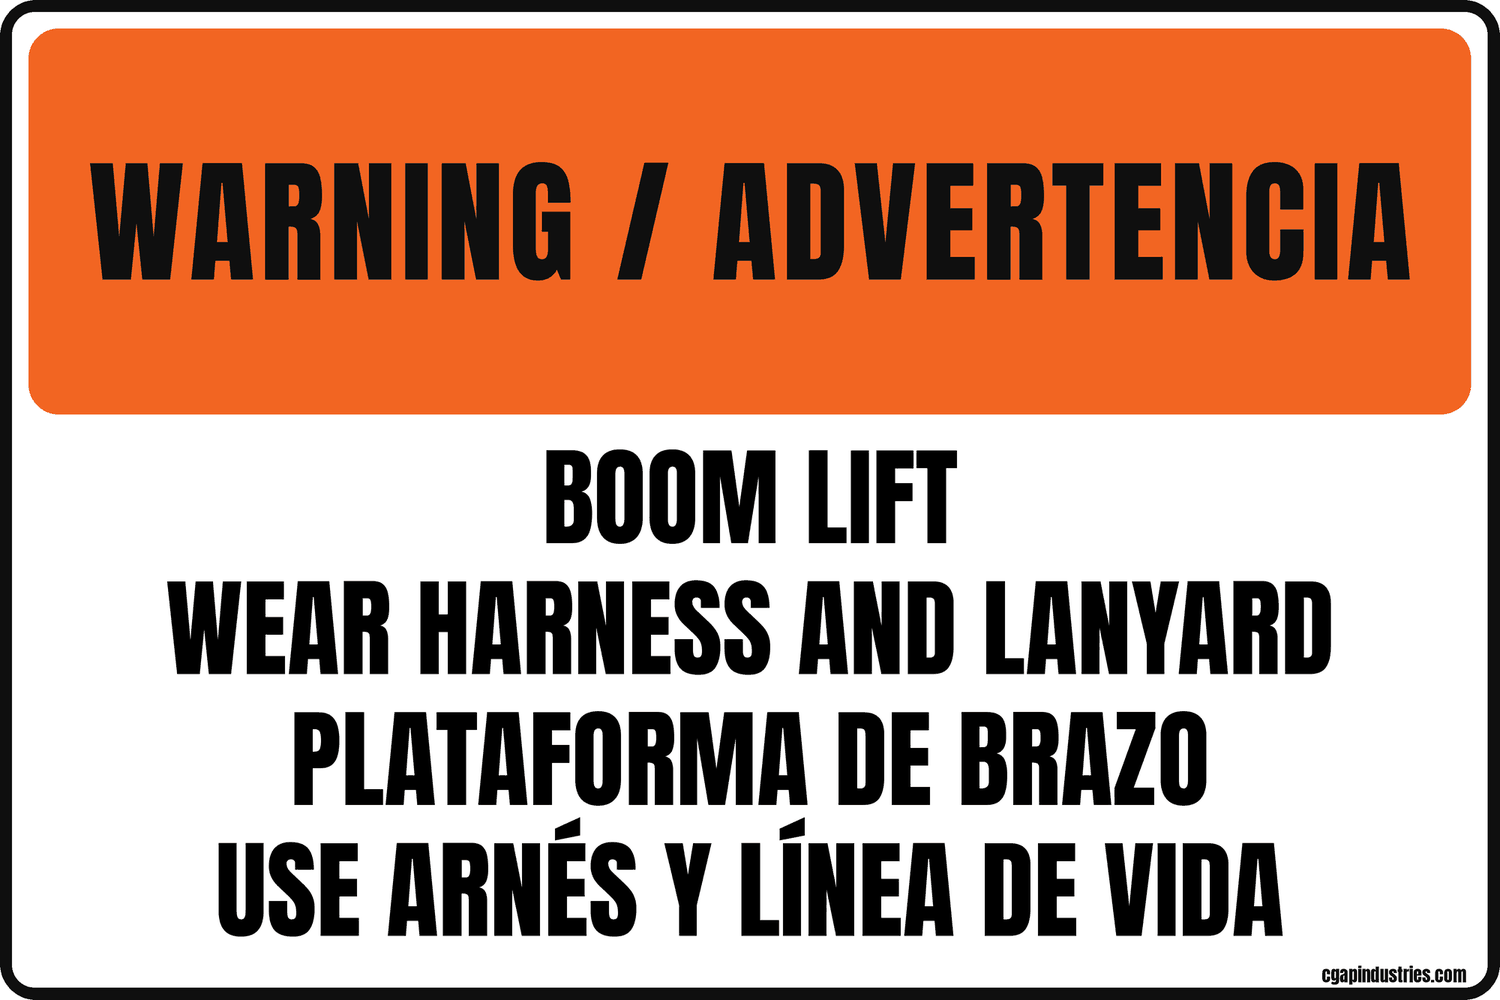 WARNING / ADVERTENCIA
BOOM LIFT
WEAR HARNESS AND LANYARD
PLATAFORMA DE BRAZO
USE ARNÉS Y LÍNEA DE VIDA
cgapindustries.com